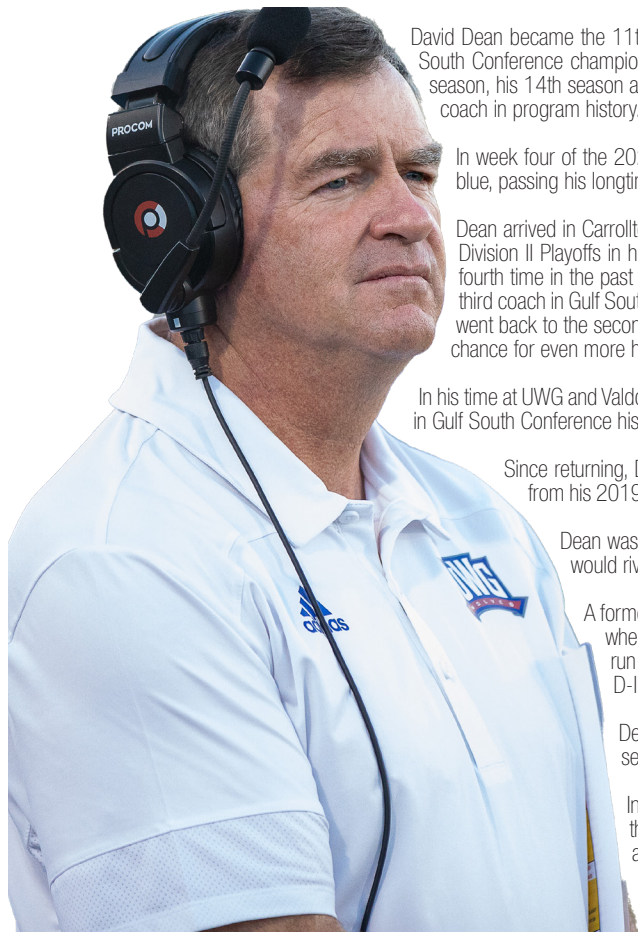 David Dean became the 11t
South Conference champio
season, his 14th season a
coach in program history.
In week four of the 202
blue, passing his longtin
Dean arrived in Carrollt
Division II Playoffs in h
fourth time in the past
third coach in Gulf Sout
went back to the secon
chance for even more h
In his time at UWG and Valdo
in Gulf South Conference his
Since returning, D
from his 2019
Dean was
would riv
A forme
whe
run
D-I
De
se
In
th
a
PROCOM
adidas
UWG
WOLVES